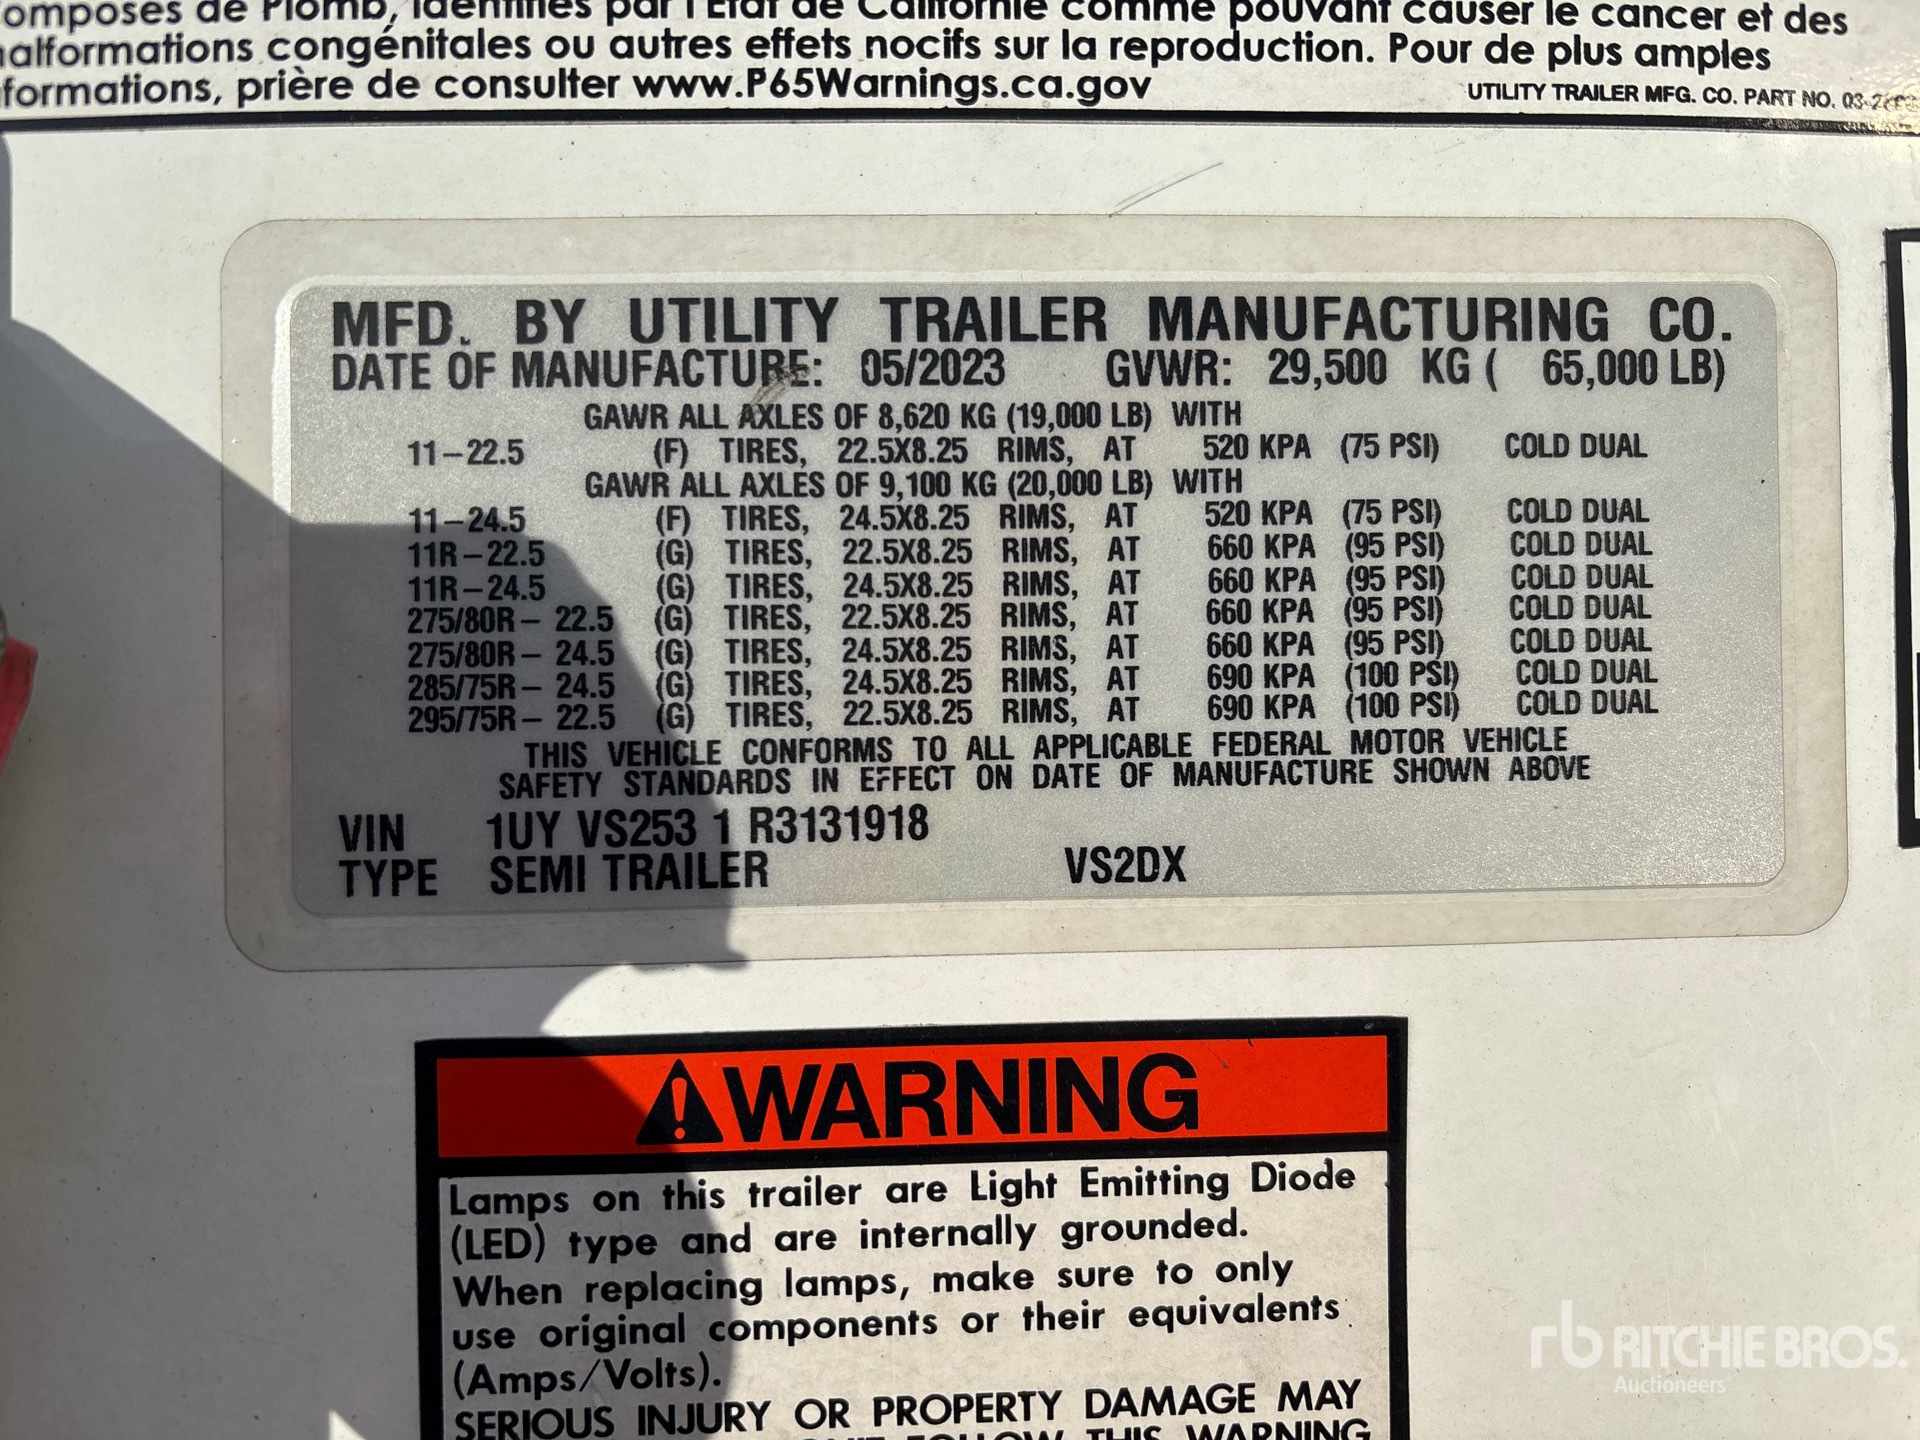 omposés de Plomb, identifiés par l'État de Californie comme pouvant causer le cancer et des
alformations congénitales ou autres effets nocifs sur la reproduction. Pour de plus amples
formations, prière de consulter www.P65Warnings.ca.gov
UTILITY TRAILER MFG. CO. PART NO.
MFD. BY UTILITY TRAILER MANUFACTURING CO.
DATE OF MANUFACTURE: 05/2023 GVWR: 29,500 KG ( 65,000 LB)
GAWR ALL AXLES OF 8,620 KG (19,000 LB) WITH
11-22.5 (F) TIRES, 22.5X8.25 RIMS, AT 520 KPA (75 PSI) COLD DUAL
GAWR ALL AXLES OF 9,100 KG (20,000 LB) WITH
11-24.5 (F) TIRES, 24.5X8.25 RIMS, AT 520 KPA (75 PSI) COLD DUAL
11R-22.5 (G) TIRES, 22.5X8.25 RIMS, AT 660 KPA (95 PSI) COLD DUAL
11R-24.5 (G) TIRES, 24.5X8.25 RIMS, AT 660 KPA (95 PSI) COLD DUAL
275/80R- 22.5 (G) TIRES, 22.5X8.25 RIMS, AT 660 KPA (95 PSI) COLD DUAL
275/80R- 24.5 (G) TIRES, 24.5X8.25 RIMS, AT 660 KPA (95 PSI) COLD DUAL
285/75R- 24.5 (G) TIRES, 24.5X8.25 RIMS, AT 690 KPA (100 PSI) COLD DUAL
295/75R- 22.5 (G) TIRES, 22.5X8.25 RIMS, AT 690 KPA (100 PSI) COLD DUAL
THIS VEHICLE CONFORMS TO ALL APPLICABLE FEDERAL MOTOR VEHICLE
SAFETY STANDARDS IN EFFECT ON DATE OF MANUFACTURE SHOWN ABOVE
VIN 1UY VS253 1 R3131918
TYPE SEMI TRAILER VS2DX
WARNING
Lamps on this trailer are Light Emitting Diode
(LED) type and are internally grounded.
When replacing lamps, make sure to only
use original components or their equivalents
(Amps/Volts).
SERIOUS INJURY OR PROPERTY DAMAGE MAY
FOLLOW THIS WARNING
rb RITCHIE BROS.
Auctioneers